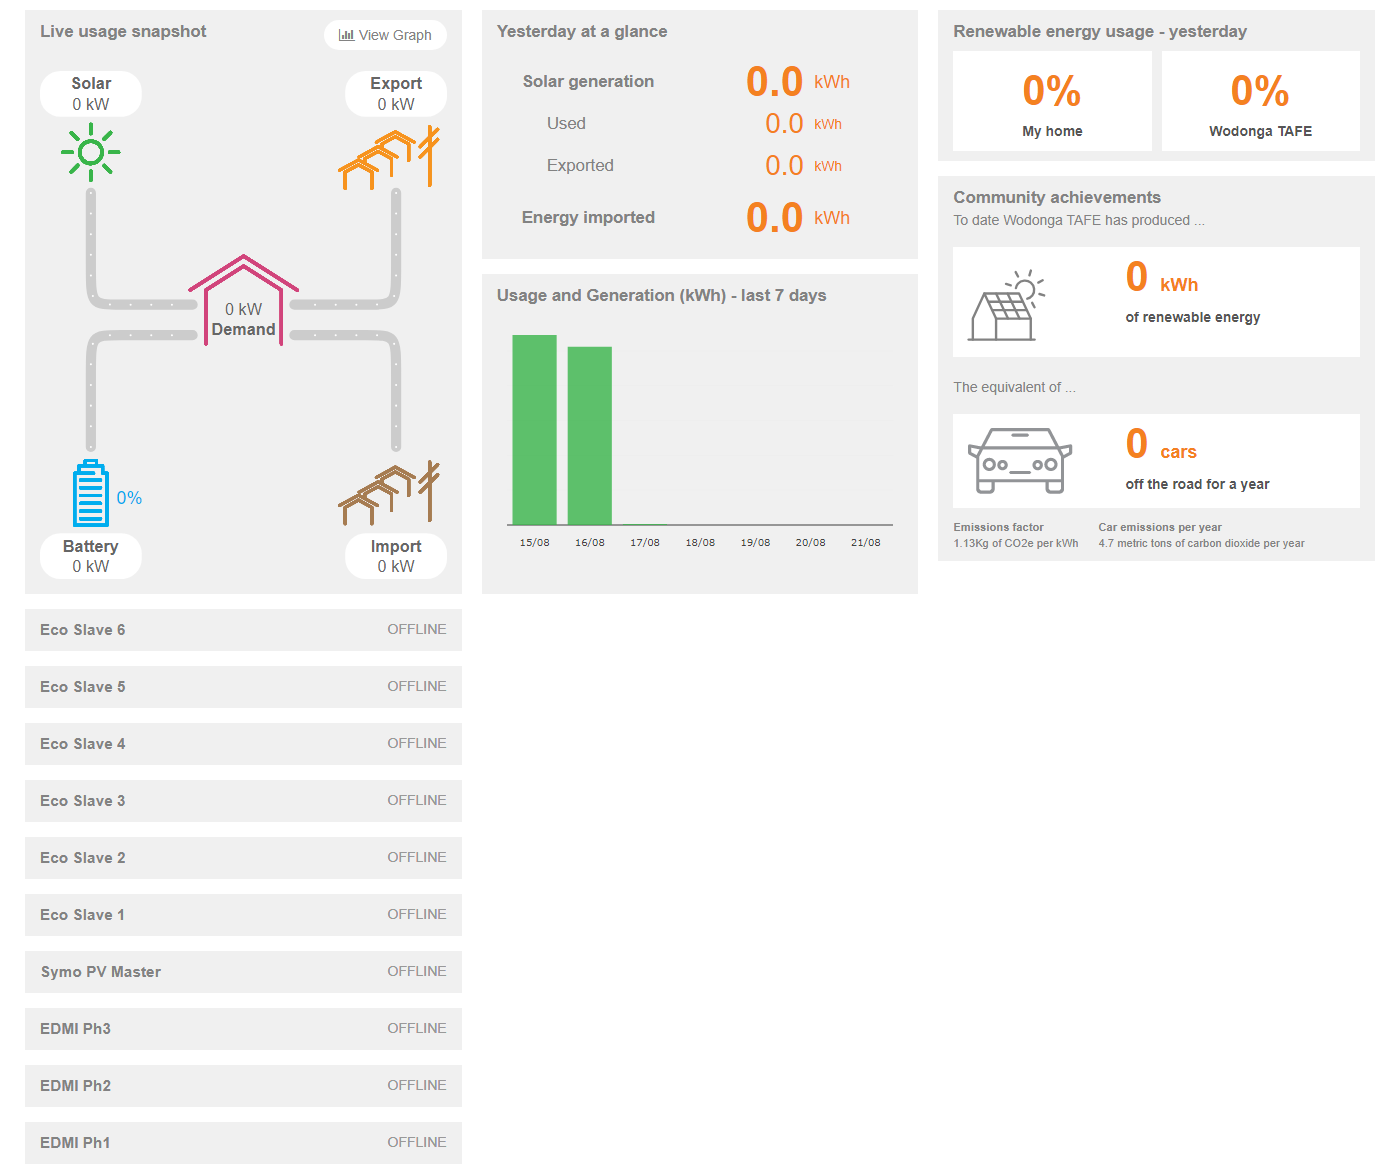 Live usage snapshot
View Graph
Solar
0 kW
Export
0 kW
0 kW
Demand
0%
Battery
0 kW
Import
0 kW
Eco Slave 6 OFFLINE
Eco Slave 5 OFFLINE
Eco Slave 4 OFFLINE
Eco Slave 3 OFFLINE
Eco Slave 2 OFFLINE
Eco Slave 1 OFFLINE
Symo PV Master OFFLINE
EDMI Ph3 OFFLINE
EDMI Ph2 OFFLINE
EDMI Ph1 OFFLINE
Yesterday at a glance
Solar generation 0.0 kWh
Used 0.0 kWh
Exported 0.0 kWh
Energy imported 0.0 kWh
Usage and Generation (kWh) - last 7 days
15/08 16/08 17/08 18/08 19/08 20/08 21/08
Renewable energy usage - yesterday
0%
My home
0%
Wodonga TAFE
Community achievements
To date Wodonga TAFE has produced ...
0 kWh
of renewable energy
The equivalent of ...
0 cars
off the road for a year
Emissions factor
1.13Kg of CO2e per kWh
Car emissions per year
4.7 metric tons of carbon dioxide per year